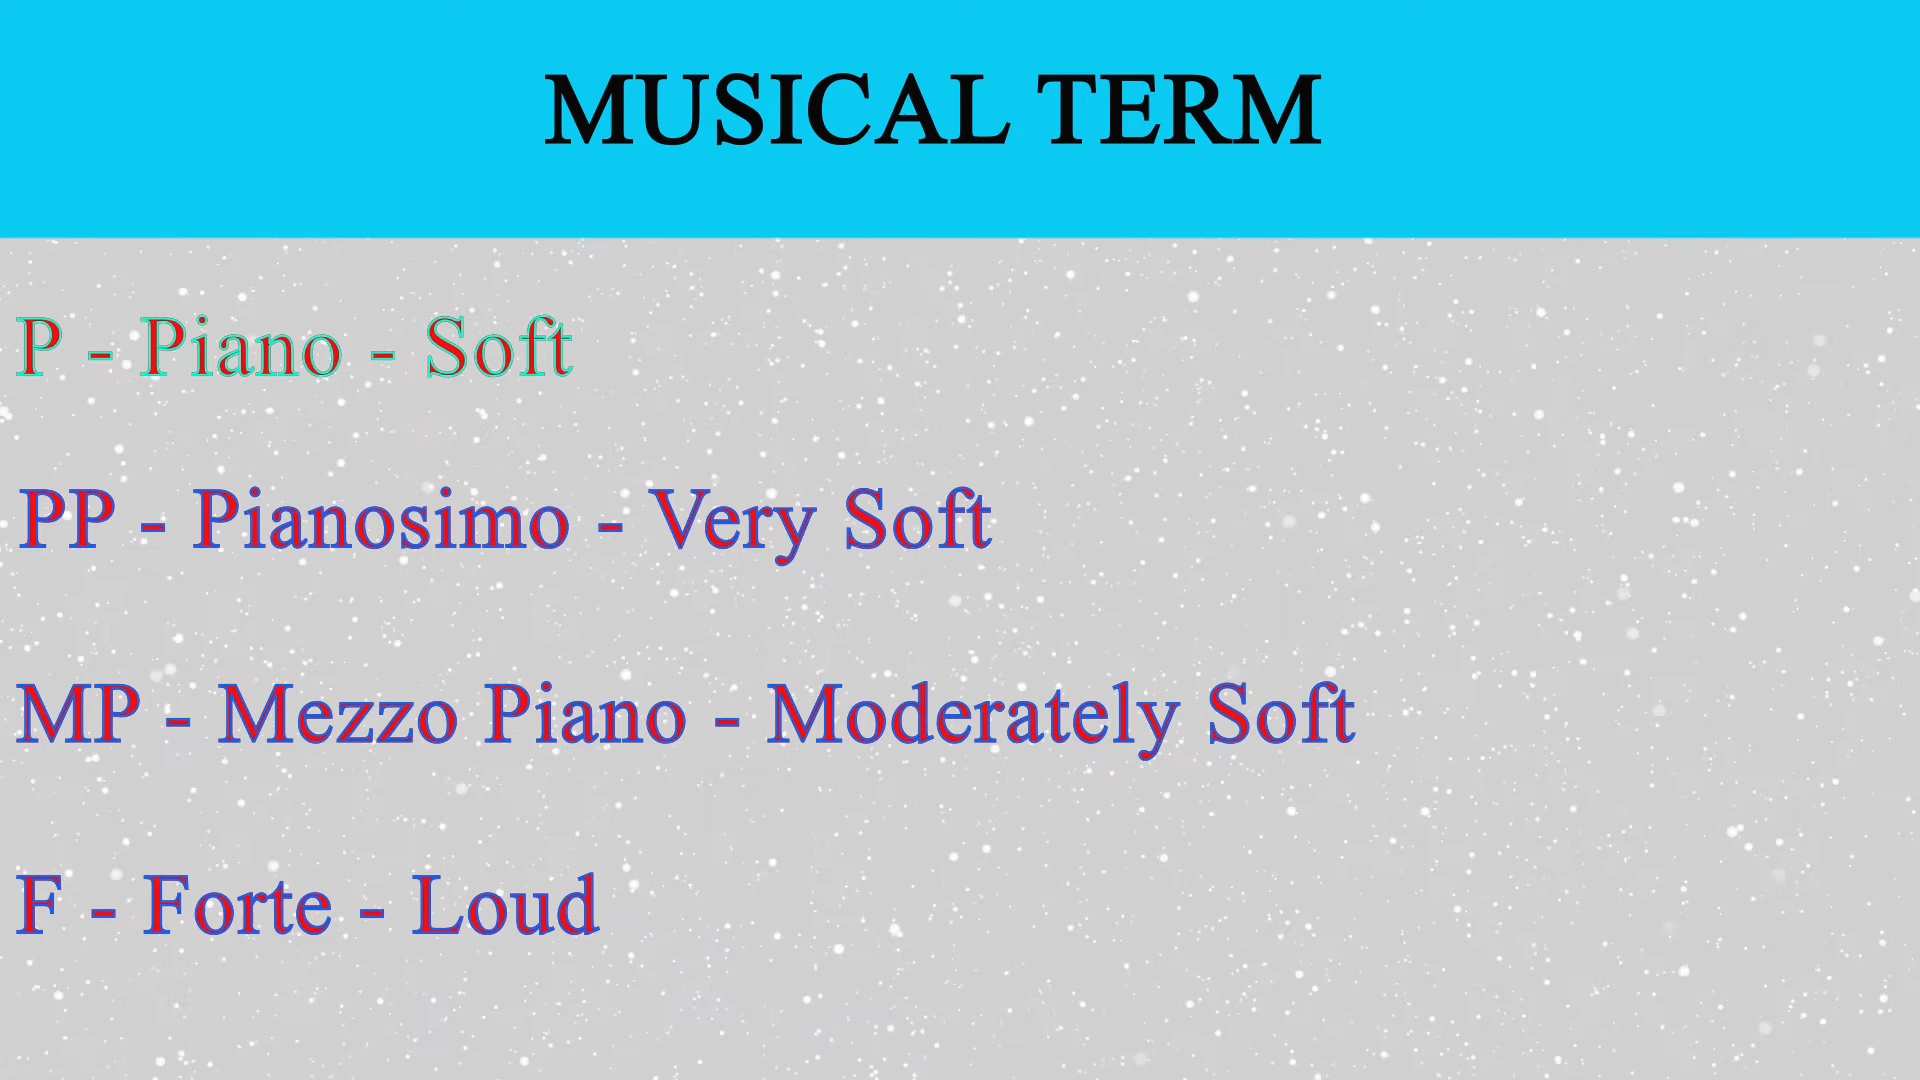 MUSICAL TERM
P - Piano - Soft
PP - Pianosimo - Very Soft
MP - Mezzo Piano - Moderately Soft
F - Forte - Loud